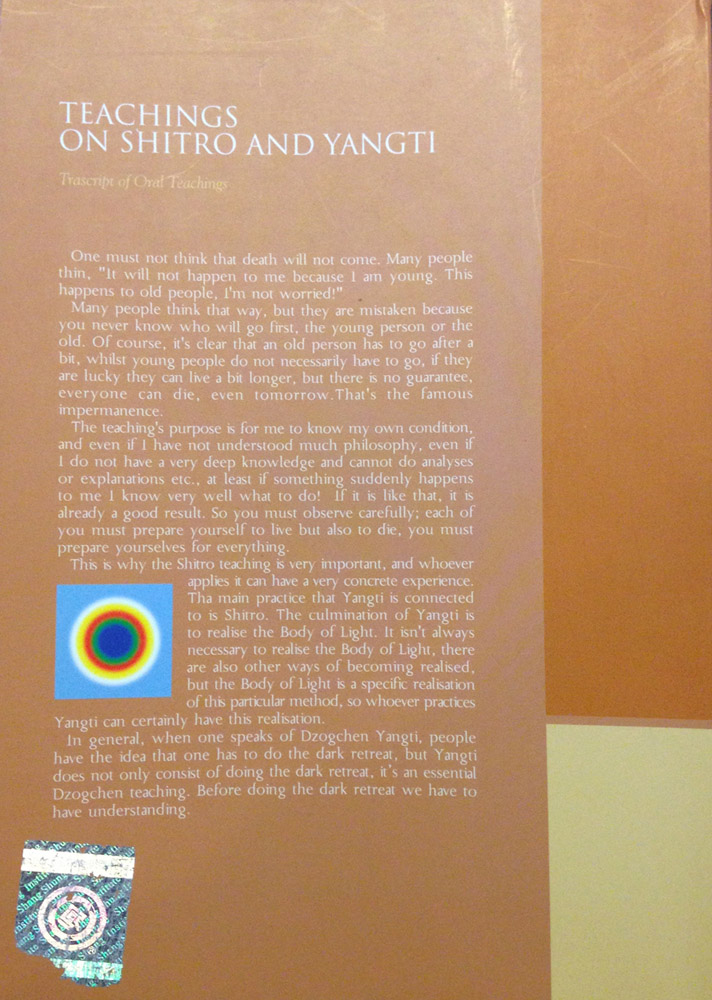 TEACHINGS
ON SHITRO AND YANGTI
Trascript of Oral Teachings
One must not think that death will not come. Many people
thin, "It will not happen to me because I am young. This
happens to old people, I'm not worried!"
Many people think that way, but they are mistaken because
you never know who will go first, the young person or the
old. Of course, it's clear that an old person has to go after a
bit, whilst young people do not necessarily have to go, if they
are lucky they can live a bit longer, but there is no guarantee,
everyone can die, even tomorrow.That's the famous
impermanence.
The teaching's purpose is for me to know my own condition,
and even if I have not understood much philosophy, even if
I do not have a very deep knowledge and cannot do analyses
or explanations etc., at least if something suddenly happens
to me I know very well what to do! If it is like that, it is
already a good result. So you must observe carefully; each of
you must prepare yourself to live but also to die, you must
prepare yourselves for everything.
This is why the Shitro teaching is very important, and whoever
applies it can have a very concrete experience.
Tha main practice that Yangti is connected
to is Shitro. The culmination of Yangti is
to realise the Body of Light. It isn't always
necessary to realise the Body of Light, there
are also other ways of becoming realised,
but the Body of Light is a specific realisation
of this particular method, so whoever practices
Yangti can certainly have this realisation.
In general, when one speaks of Dzogchen Yangti, people
have the idea that one has to do the dark retreat, but Yangti
does not only consist of doing the dark retreat, it's an essential
Dzogchen teaching. Before doing the dark retreat we have to
have understanding.
Shang Shun